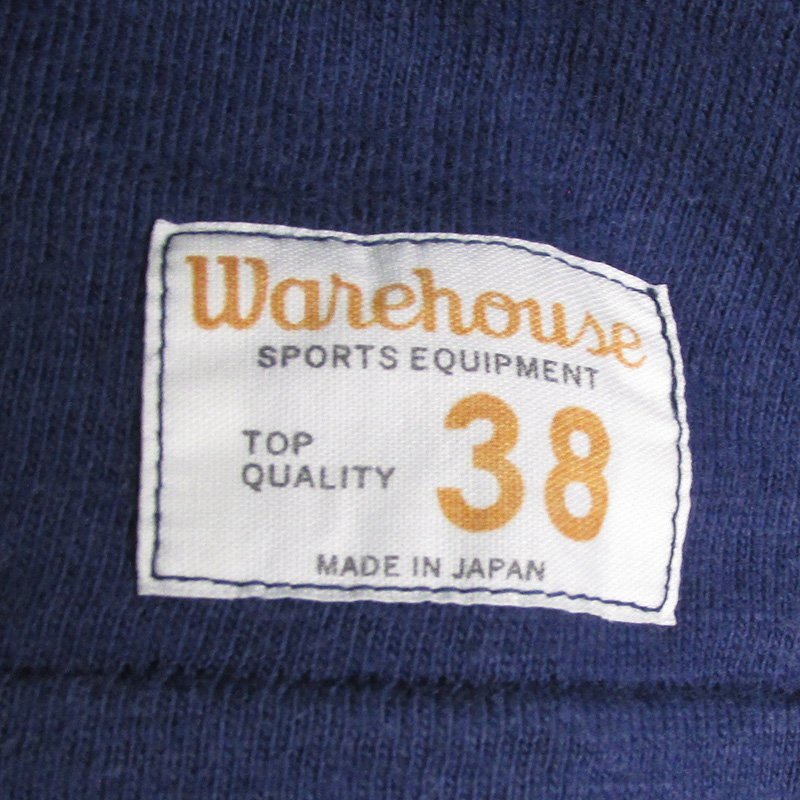 Warehouse
SPORTS EQUIPMENT
TOP
QUALITY
38
MADE IN JAPAN